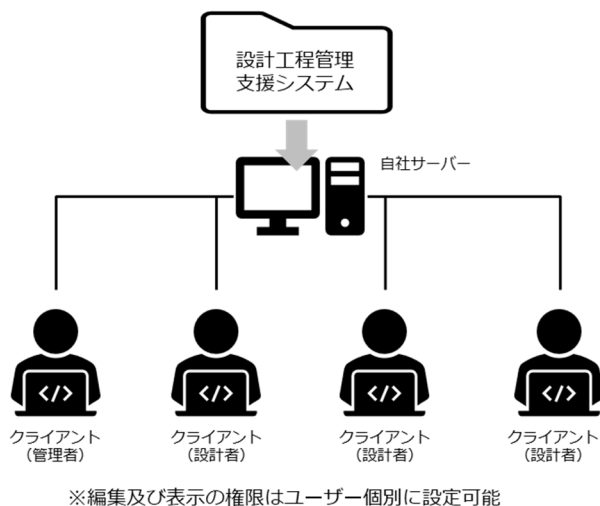 設計工程管理
支援システム
自社サーバー
クライアント
（管理者）
クライアント
（設計者）
クライアント
（設計者）
クライアント
（設計者）
※編集及び表示の権限はユーザー個別に設定可能